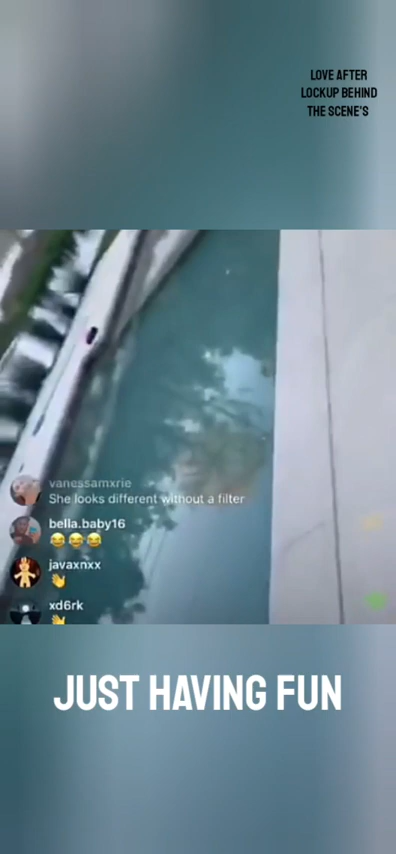 LOVE AFTER
LOCKUP BEHIND
THE SCENE'S
vanessamxrie
She looks different without a filter
bella.baby16
😂😂😂
javaxnxx
👋
xd6rk
👋
JUST HAVING FUN